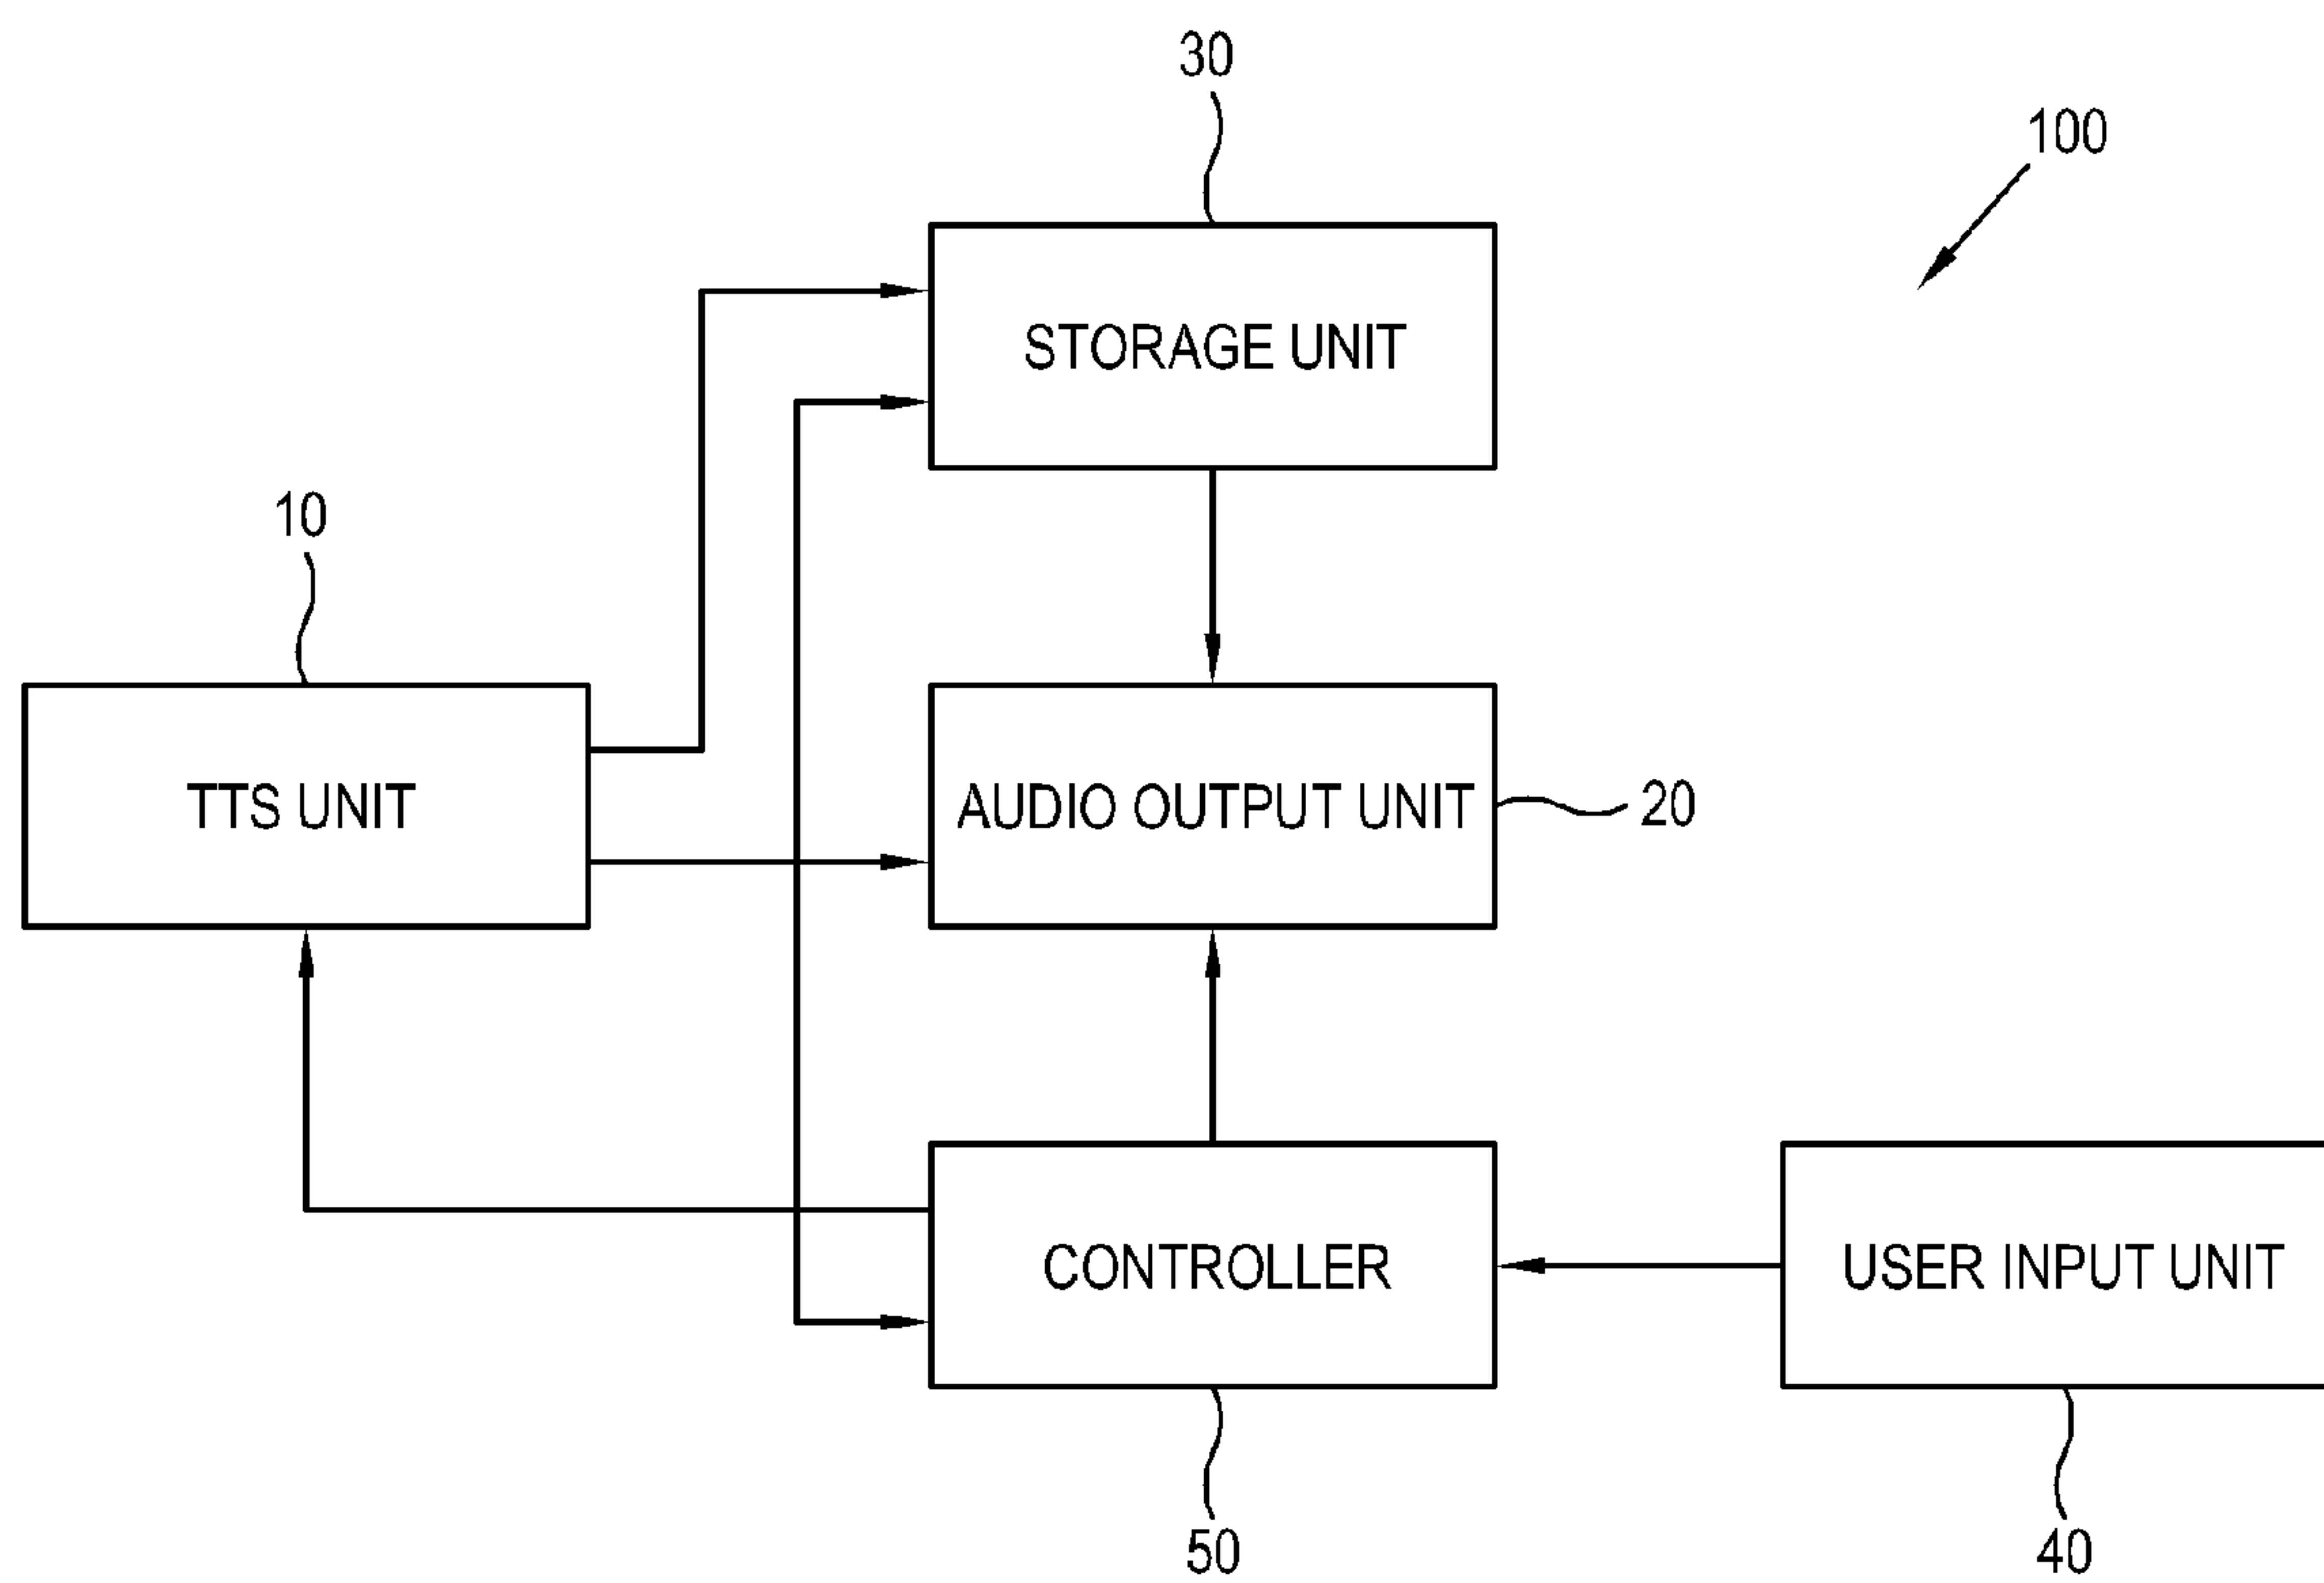 30
100
STORAGE UNIT
10
TTS UNIT
AUDIO OUTPUT UNIT
20
CONTROLLER
USER INPUT UNIT
50
40